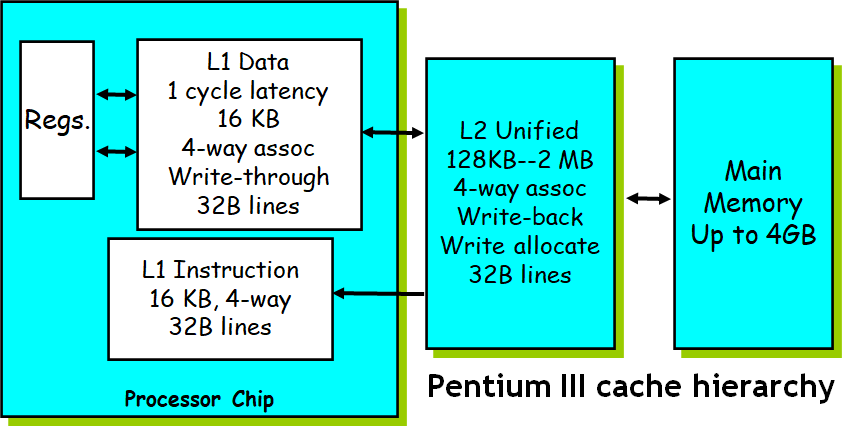 Regs.
L1 Data
1 cycle latency
16 KB
4-way assoc
Write-through
32B lines
L1 Instruction
16 KB, 4-way
32B lines
Processor Chip
L2 Unified
128KB--2 MB
4-way assoc
Write-back
Write allocate
32B lines
Main
Memory
Up to 4GB
Pentium III cache hierarchy